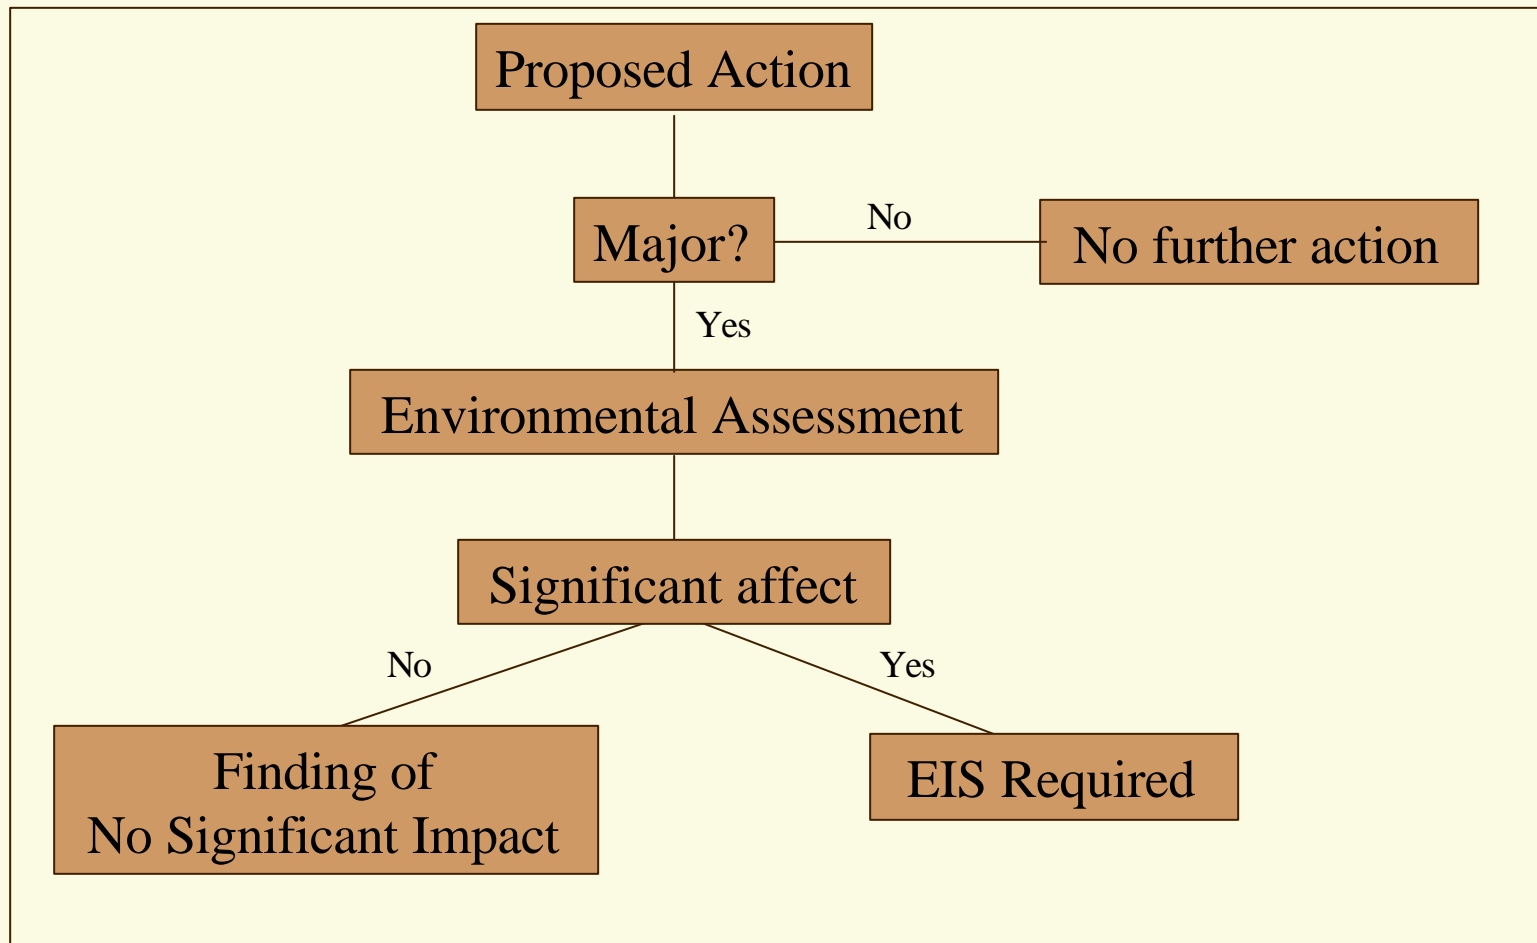 Proposed Action
Major?
No
No further action
Yes
Environmental Assessment
Significant affect
No
Yes
Finding of
No Significant Impact
EIS Required